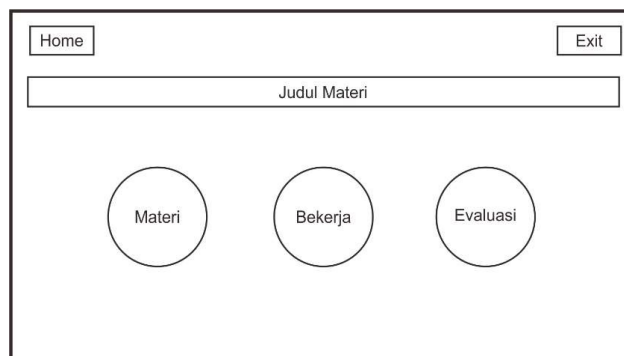 Home
Exit
Judul Materi
Materi
Bekerja
Evaluasi